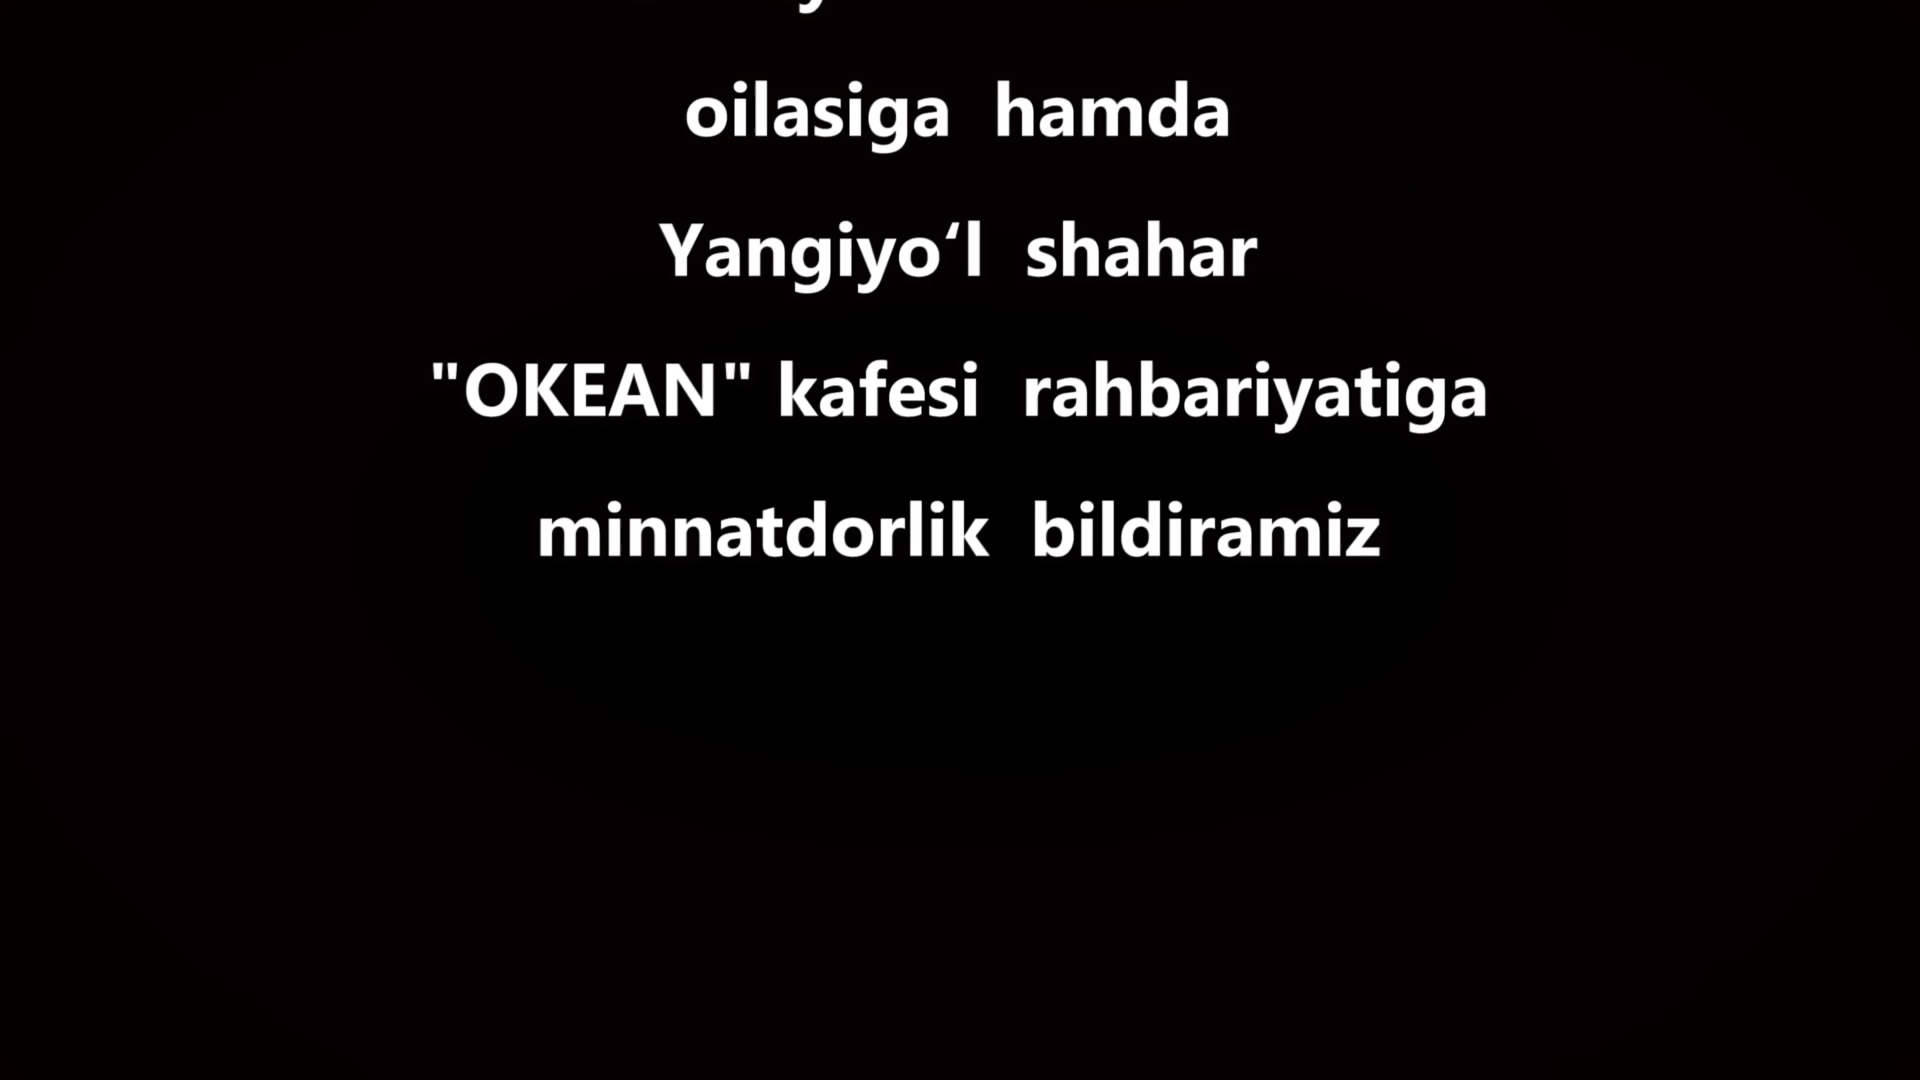 oilasiga hamda
Yangiyo‘l shahar
"OKEAN" kafesi rahbariyatiga
minnatdorlik bildiramiz